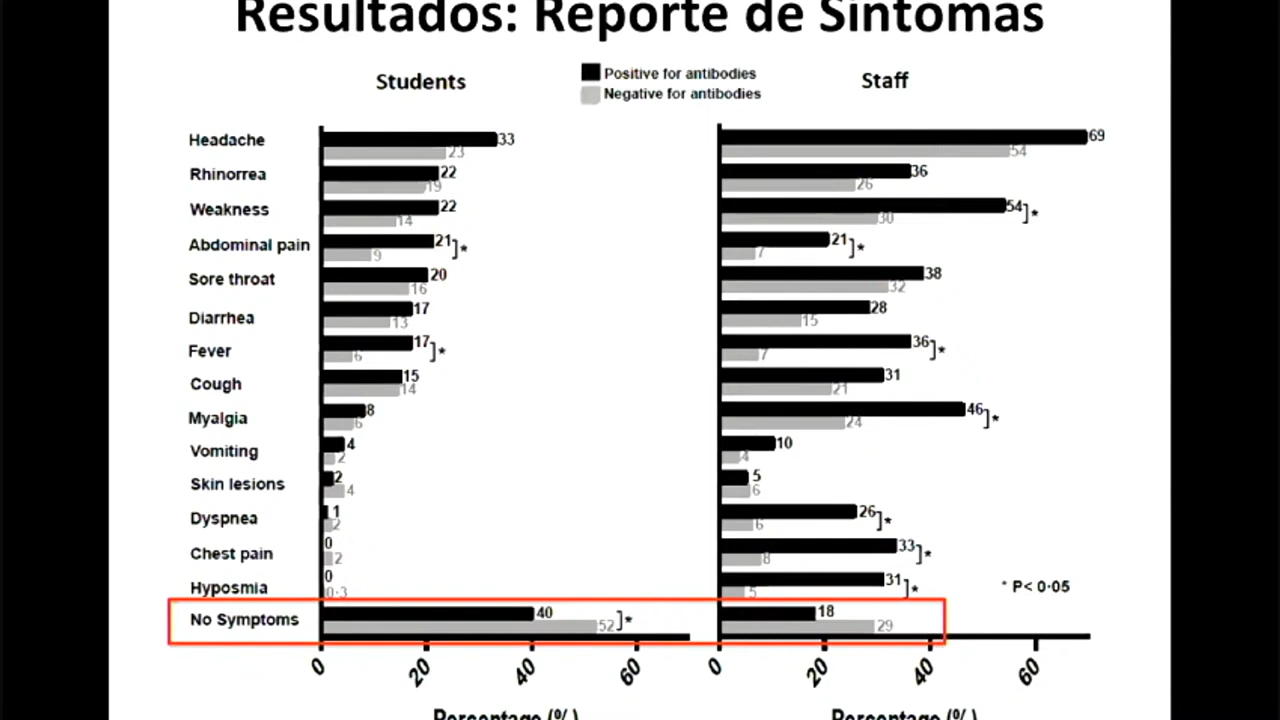 Resultados: Reporte de Síntomas
Students
Positive for antibodies
Negative for antibodies
Staff
Headache 33 23 69 54
Rhinorrea 22 19 36 26
Weakness 22 14 54 30 ]*
Abdominal pain 21 9 ]* 21 7 ]*
Sore throat 20 16 38 32
Diarrhea 17 13 28 15
Fever 17 6 ]* 36 7 ]*
Cough 15 14 31 21
Myalgia 8 6 46 24 ]*
Vomiting 4 2 10 4
Skin lesions 2 4 5 6
Dyspnea 1 2 26 6 ]*
Chest pain 0 2 33 8 ]*
Hyposmia 0 0·3 31 5 ]*
* P< 0·05
No Symptoms 40 52 ]* 18 29
0 20 40 60 0 20 40 60
Percentage (%) Percentage (%)